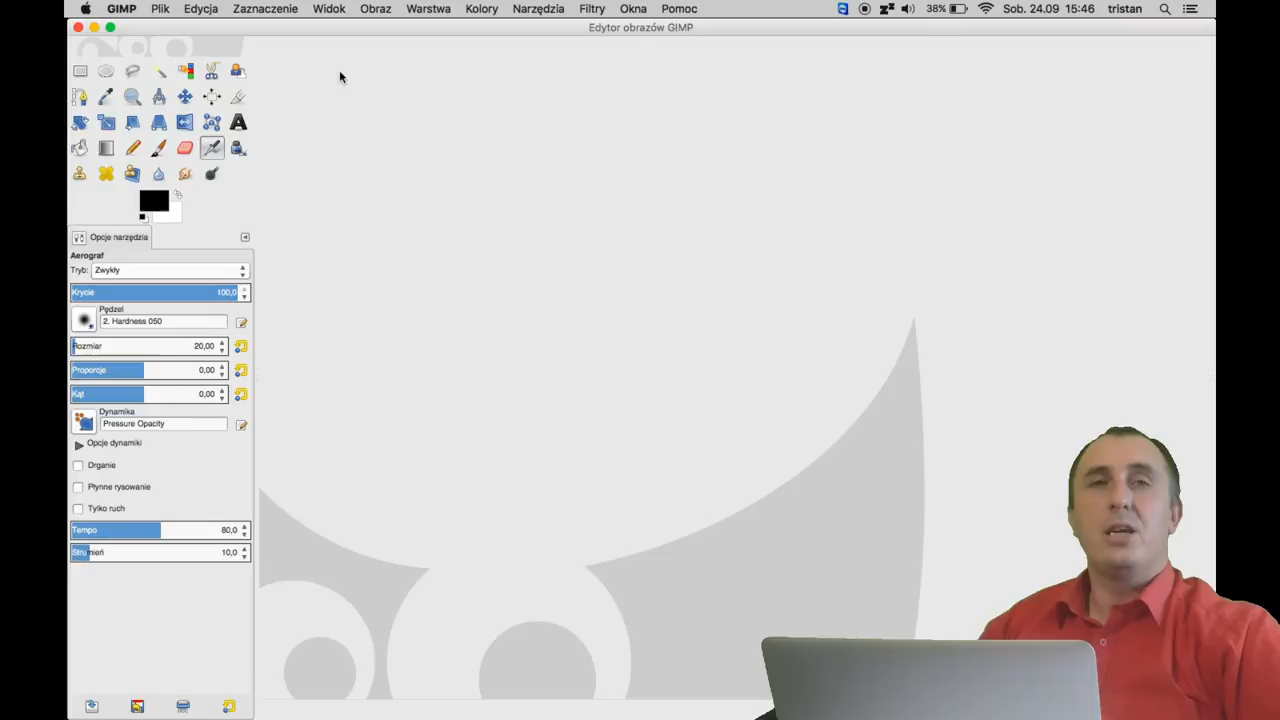 GIMP Plik Edycja Zaznaczenie Widok Obraz Warstwa Kolory Narzędzia Filtry Okna Pomoc 38% Sob. 24.09 15:46 tristan
Edytor obrazów GIMP
Opcje narzędzia
Aerograf
Tryb: Zwykły
Krycie 100,0
Pędzel
2. Hardness 050
Rozmiar 20,00
Proporcje 0,00
Kąt 0,00
Dynamika
Pressure Opacity
Opcje dynamiki
Drganie
Płynne rysowanie
Tylko ruch
Tempo 80,0
Strumień 10,0